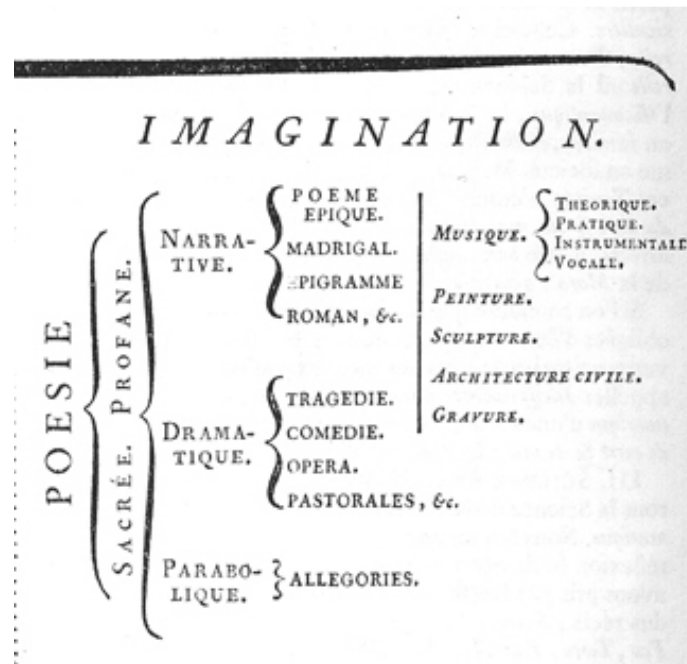 IMAGINATION.
POESIE
SACRÉE. PROFANE.
NARRA-
TIVE.
POEME
EPIQUE.
MADRIGAL.
EPIGRAMME
ROMAN, &c.
DRAMA-
TIQUE.
TRAGEDIE.
COMEDIE.
OPERA.
PASTORALES, &c.
PARABO-
LIQUE.
ALLEGORIES.
MUSIQUE.
THEORIQUE.
PRATIQUE.
INSTRUMENTALE
VOCALE.
PEINTURE.
SCULPTURE.
ARCHITECTURE CIVILE.
GRAVURE.